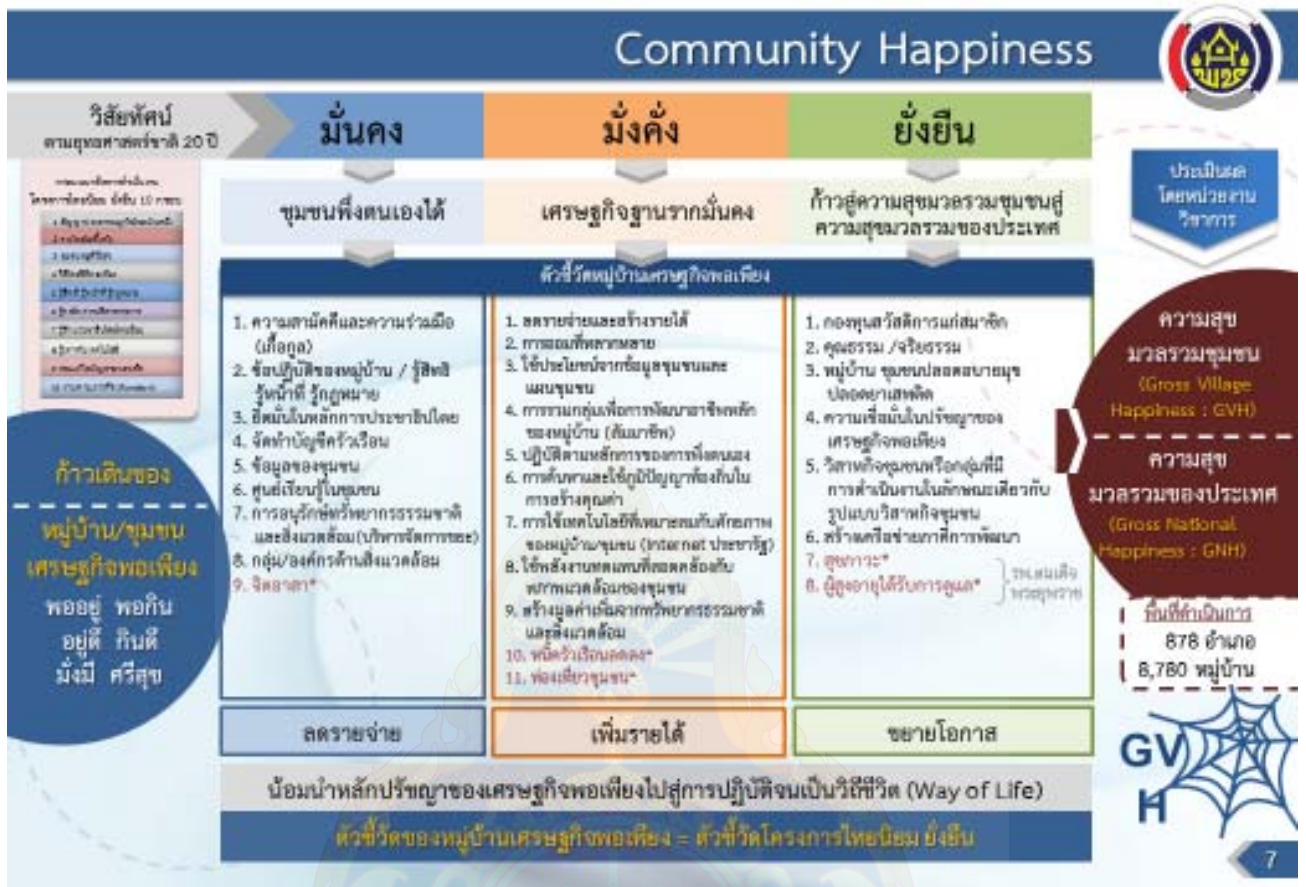 Community Happiness
พช
วิสัยทัศน์
ตามยุทธศาสตร์ชาติ 20 ปี
มั่นคง
มั่งคั่ง
ยั่งยืน
ชุมชนพึ่งตนเองได้
เศรษฐกิจฐานรากมั่นคง
ก้าวสู่ความสุขมวลรวมชุมชนสู่
ความสุขมวลรวมของประเทศ
ประเมินผล
โดยหน่วยงาน
วิชาการ
ตัวชี้วัดหมู่บ้านเศรษฐกิจพอเพียง
1. ความสามัคคีและความร่วมมือ
(เกื้อกูล)
2. ข้อปฏิบัติของหมู่บ้าน / รู้สิทธิ
รู้หน้าที่ รู้กฎหมาย
3. ยึดมั่นในหลักการประชาธิปไตย
4. จัดทำบัญชีครัวเรือน
5. ข้อมูลของชุมชน
6. ศูนย์เรียนรู้ในชุมชน
7. การอนุรักษ์ทรัพยากรธรรมชาติ
และสิ่งแวดล้อม(บริหารจัดการขยะ)
8. กลุ่ม/องค์กรด้านสิ่งแวดล้อม
9. จิตอาสา*
1. ลดรายจ่ายและสร้างรายได้
2. การออมที่หลากหลาย
3. ใช้ประโยชน์จากข้อมูลชุมชนและ
แผนชุมชน
4. การรวมกลุ่มเพื่อการพัฒนาอาชีพหลัก
ของหมู่บ้าน (สัมมาชีพ)
5. ปฏิบัติตามหลักการของการพึ่งตนเอง
6. การค้นหาและใช้ภูมิปัญญาท้องถิ่นใน
การสร้างคุณค่า
7. การใช้เทคโนโลยีที่เหมาะสมกับศักยภาพ
ของหมู่บ้าน/ชุมชน (Internet ประชารัฐ)
8. ใช้พลังงานทดแทนที่สอดคล้องกับ
สภาพแวดล้อมของชุมชน
9. สร้างมูลค่าเพิ่มจากทรัพยากรธรรมชาติ
และสิ่งแวดล้อม
10. หนี้ครัวเรือนลดลง*
11. ท่องเที่ยวชุมชน*
1. กองทุนสวัสดิการแก่สมาชิก
2. คุณธรรม /จริยธรรม
3. หมู่บ้าน ชุมชนปลอดอบายมุข
ปลอดยาเสพติด
4. ความเชื่อมั่นในปรัชญาของ
เศรษฐกิจพอเพียง
5. วิสาหกิจชุมชนหรือกลุ่มที่มี
การดำเนินงานในลักษณะเดียวกับ
รูปแบบวิสาหกิจชุมชน
6. สร้างเครือข่ายภาคีการพัฒนา
7. สุขภาวะ*
8. ผู้สูงอายุได้รับการดูแล*
รพ.สมเด็จ
พระยุพราช
ก้าวเดินของ
หมู่บ้าน/ชุมชน
เศรษฐกิจพอเพียง
พออยู่ พอกิน
อยู่ดี กินดี
มั่งมี ศรีสุข
ความสุข
มวลรวมชุมชน
(Gross Village
Happiness : GVH)
ความสุข
มวลรวมของประเทศ
(Gross National
Happiness : GNH)
พื้นที่ดำเนินการ
878 อำเภอ
8,780 หมู่บ้าน
ลดรายจ่าย
เพิ่มรายได้
ขยายโอกาส
GV
H
น้อมนำหลักปรัชญาของเศรษฐกิจพอเพียงไปสู่การปฏิบัติจนเป็นวิถีชีวิต (Way of Life)
ตัวชี้วัดของหมู่บ้านเศรษฐกิจพอเพียง = ตัวชี้วัดโครงการไทยนิยม ยั่งยืน
7